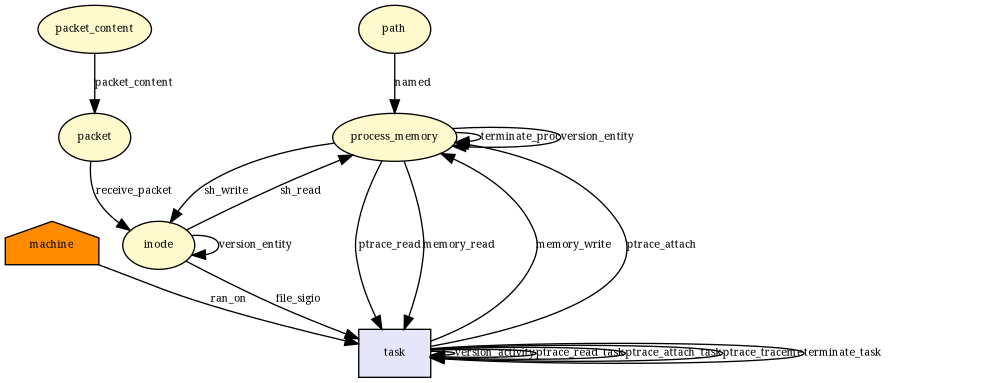 packet_content
path
packet_content
named
packet
process_memory
terminate_proc
version_entity
receive_packet
sh_write
sh_read
machine
inode
version_entity
ptrace_read
memory_read
memory_write
ptrace_attach
ran_on
file_sigio
task
version_activity
ptrace_read_task
ptrace_attach_task
ptrace_traceme
terminate_task